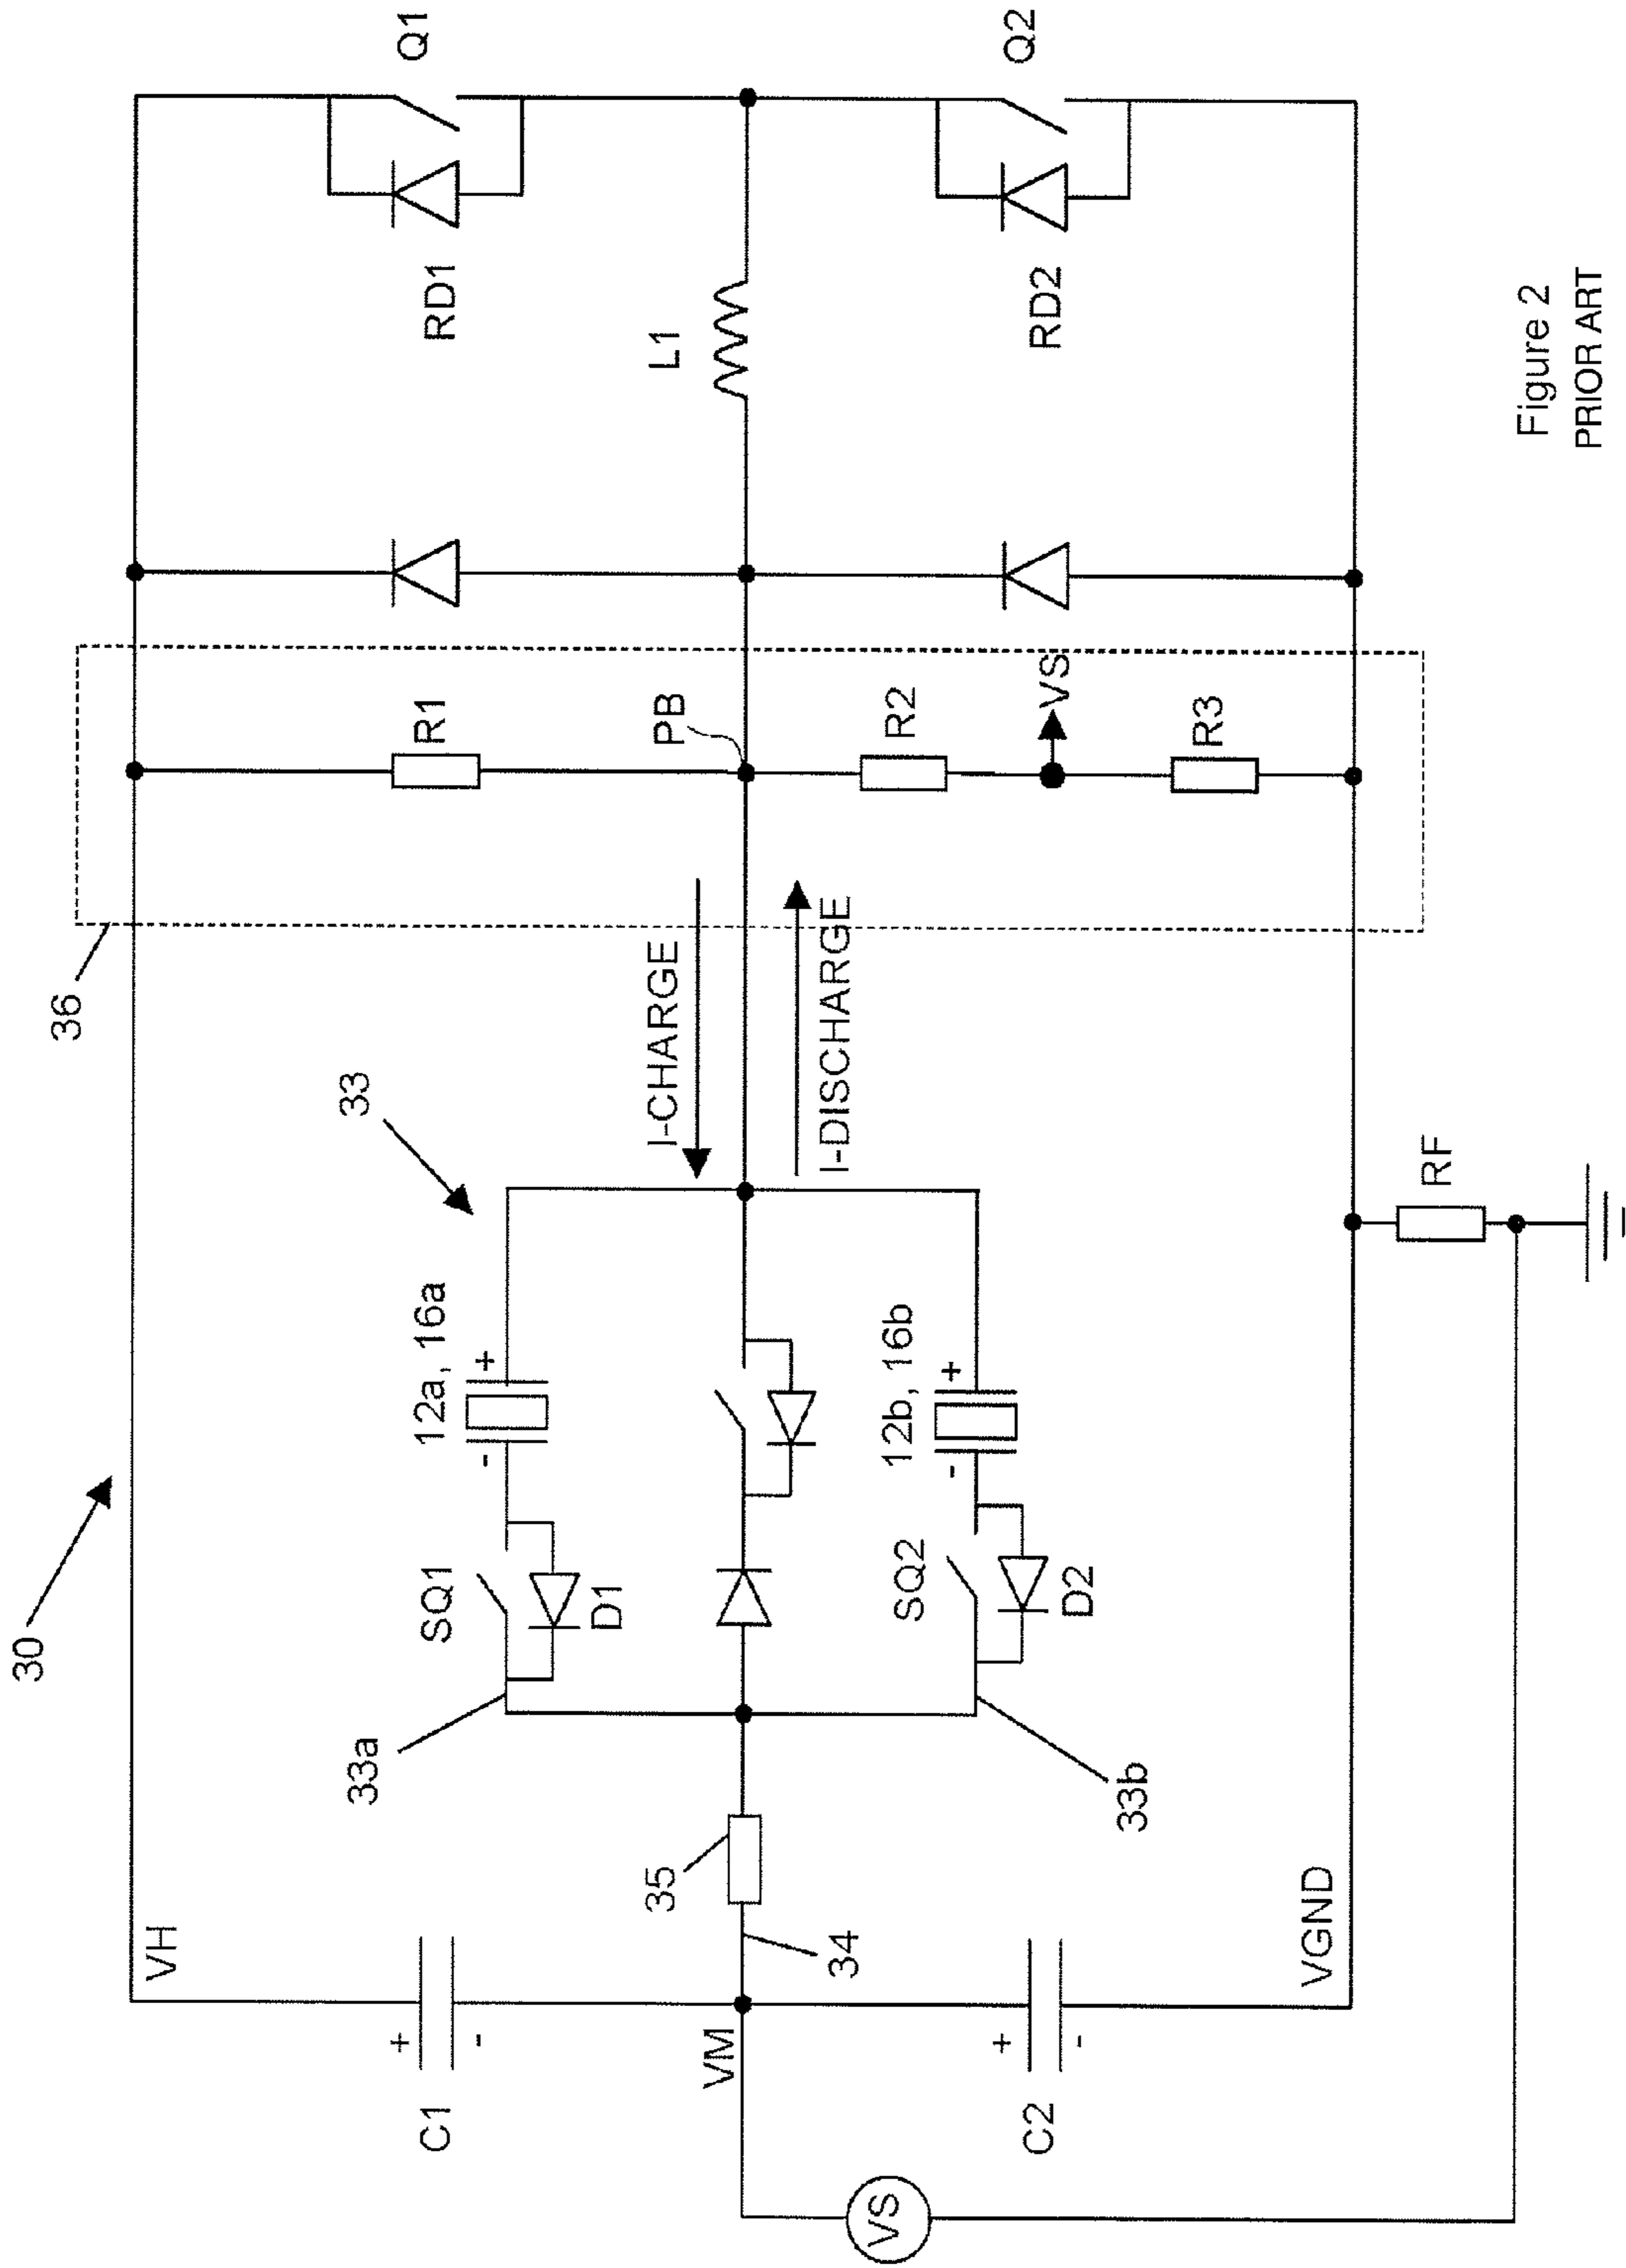 30
36
33
VH
VM
VGND
C1
+
-
C2
+
-
VS
34
35
33a
33b
SQ1
D1
12a, 16a
-
+
SQ2
D2
12b, 16b
-
+
I-CHARGE
I-DISCHARGE
RF
PB
R1
R2
VS
R3
L1
RD1
Q1
RD2
Q2
Figure 2
PRIOR ART